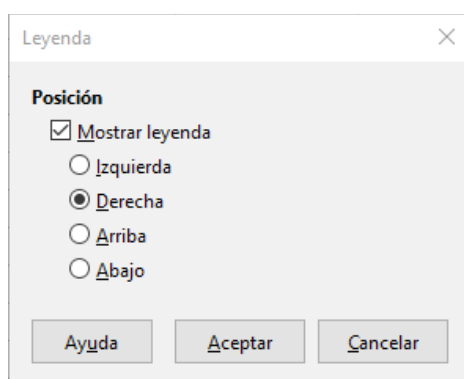 Leyenda
Posición
Mostrar leyenda
Izquierda
Derecha
Arriba
Abajo
Ayuda Aceptar Cancelar